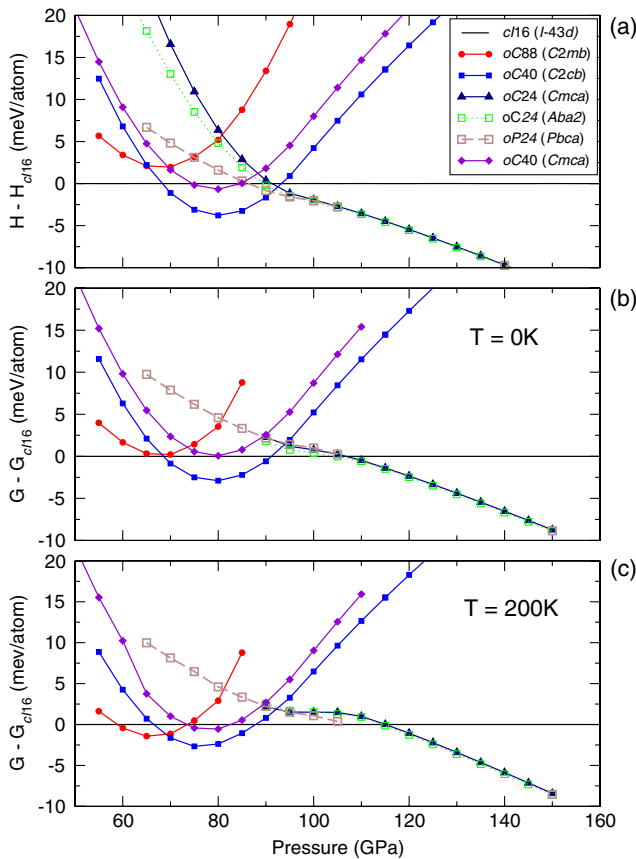 20
15
10
5
0
-5
-10
H - H_cI16 (meV/atom)
(a)
cI16 (I-43d)
oC88 (C2mb)
oC40 (C2cb)
oC24 (Cmca)
oC24 (Aba2)
oP24 (Pbca)
oC40 (Cmca)
20
15
10
5
0
-5
-10
G - G_cI16 (mev/atom)
(b)
T = 0K
20
15
10
5
0
-5
-10
G - G_cI16 (mev/atom)
(c)
T = 200K
60 80 100 120 140 160
Pressure (GPa)